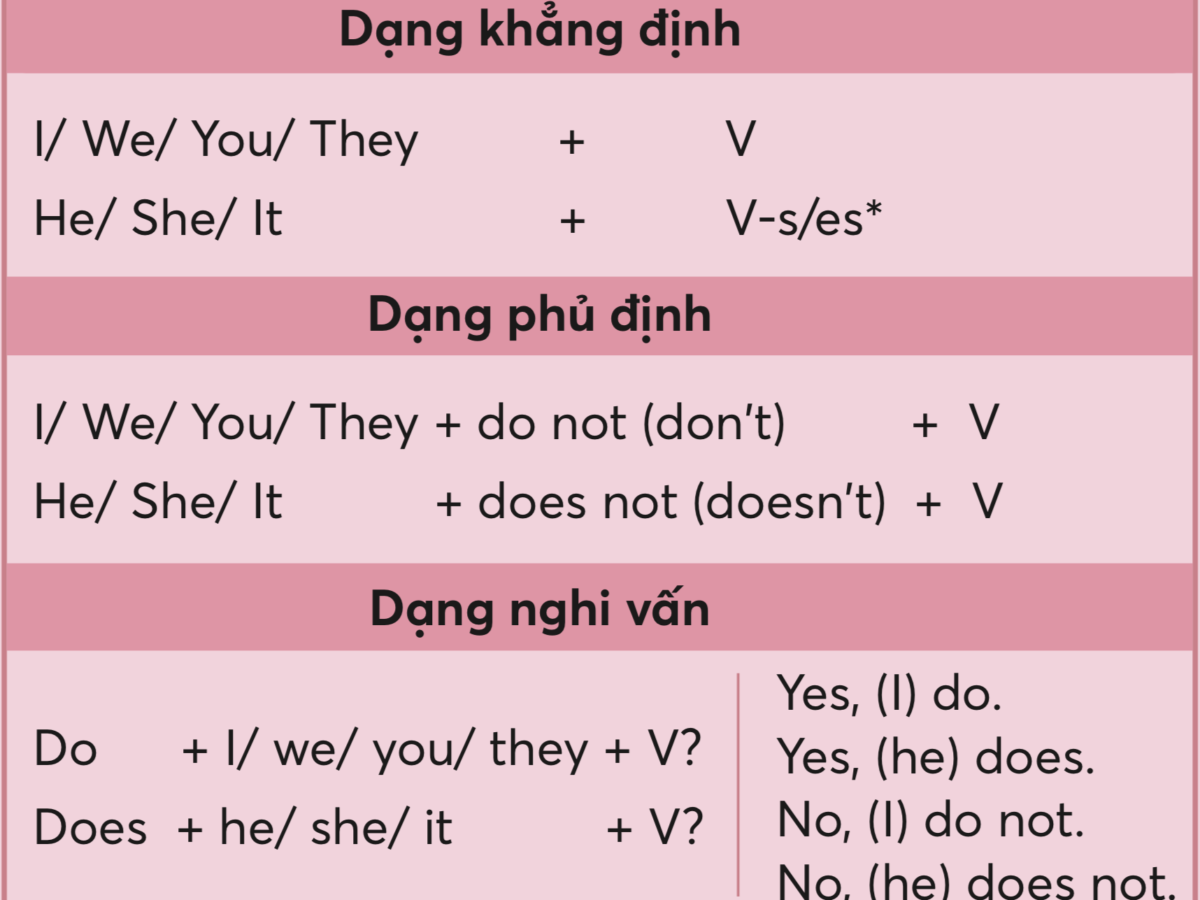 Dạng khẳng định
I/ We/ You/ They + V
He/ She/ It + V-s/es*
Dạng phủ định
I/ We/ You/ They + do not (don't) + V
He/ She/ It + does not (doesn't) + V
Dạng nghi vấn
Do + I/ we/ you/ they + V?
Does + he/ she/ it + V?
Yes, (I) do.
Yes, (he) does.
No, (I) do not.
No, (he) does not.